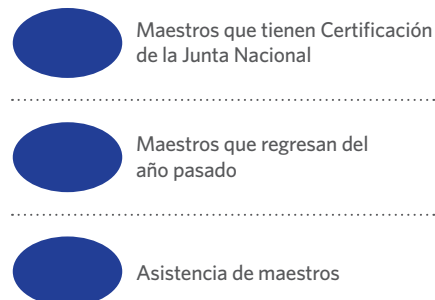 Maestros que tienen Certificación
de la Junta Nacional
Maestros que regresan del
año pasado
Asistencia de maestros